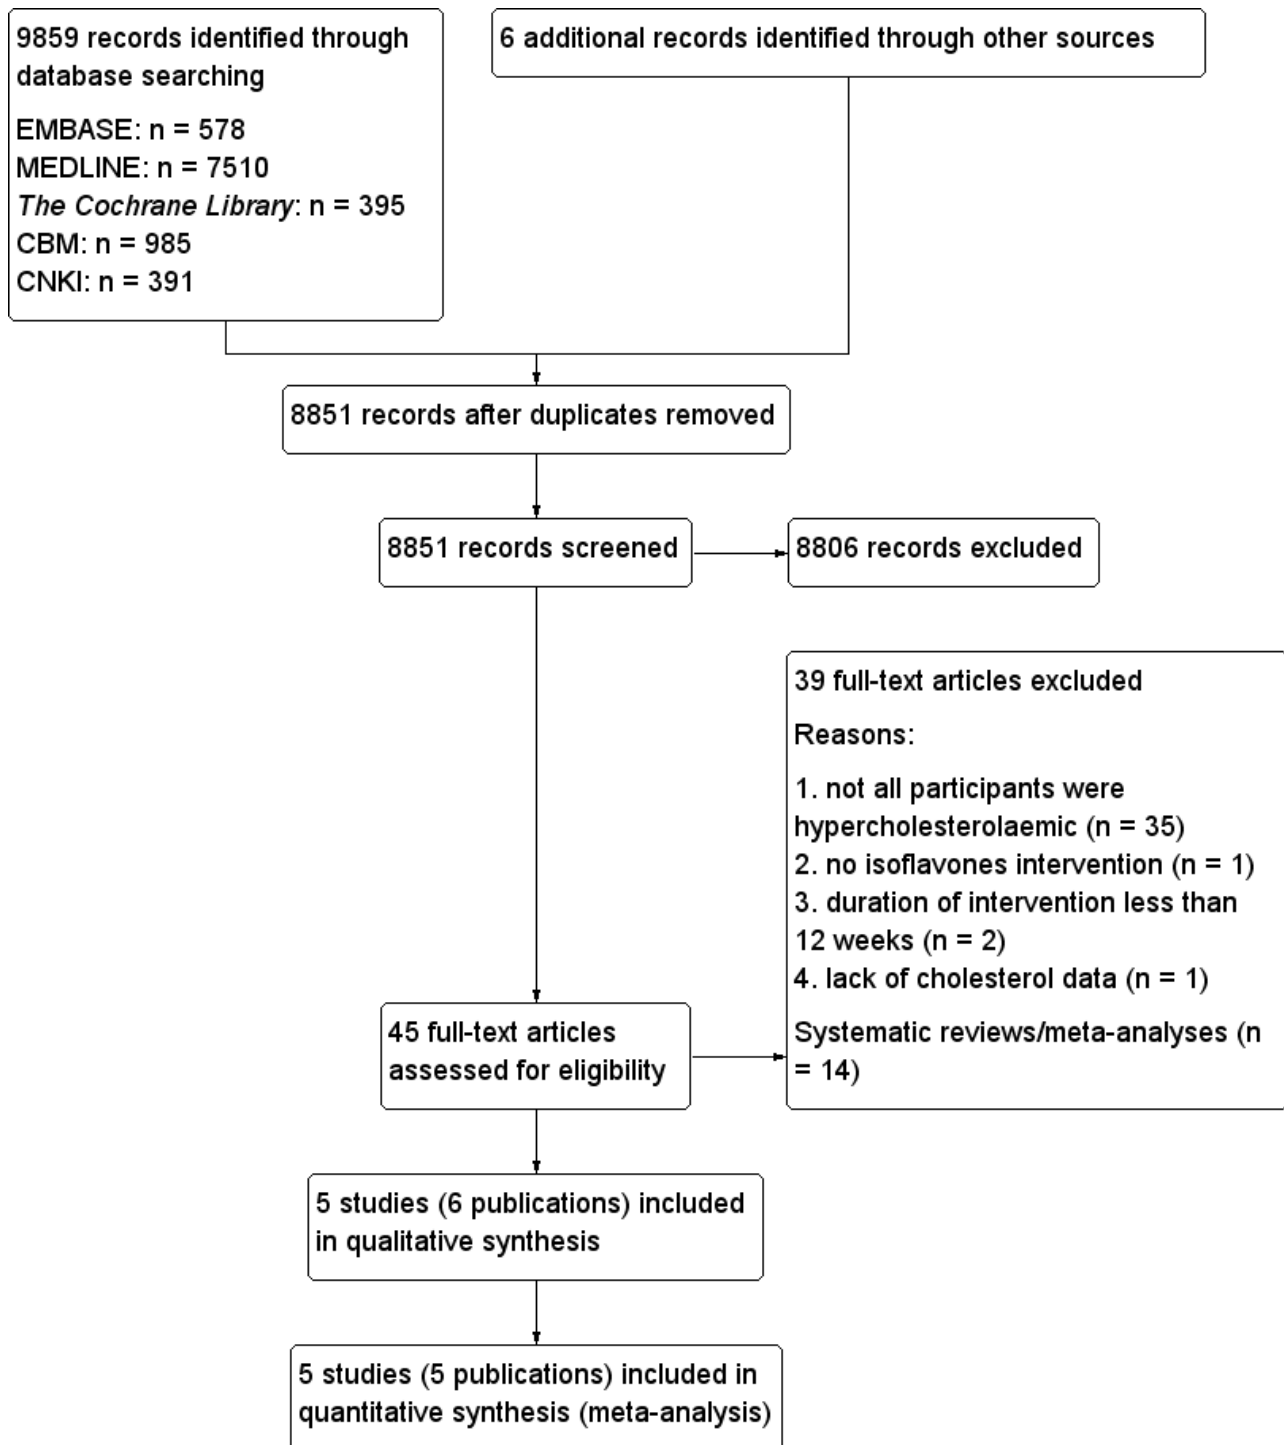 9859 records identified through
database searching
EMBASE: n = 578
MEDLINE: n = 7510
The Cochrane Library: n = 395
CBM: n = 985
CNKI: n = 391
6 additional records identified through other sources
8851 records after duplicates removed
8851 records screened
8806 records excluded
39 full-text articles excluded
Reasons:
1. not all participants were
hypercholesterolaemic (n = 35)
2. no isoflavones intervention (n = 1)
3. duration of intervention less than
12 weeks (n = 2)
4. lack of cholesterol data (n = 1)
Systematic reviews/meta-analyses (n
= 14)
45 full-text articles
assessed for eligibility
5 studies (6 publications) included
in qualitative synthesis
5 studies (5 publications) included in
quantitative synthesis (meta-analysis)